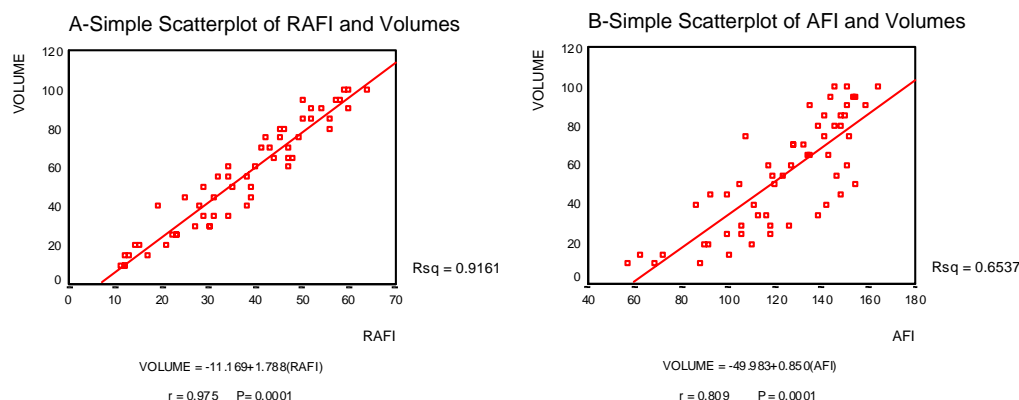 A-Simple Scatterplot of RAFI and Volumes
VOLUME
120
100
80
60
40
20
0
0 10 20 30 40 50 60 70
Rsq = 0.9161
RAFI
VOLUME = -11.169+1.788(RAFI)
r = 0.975 P= 0.0001
B-Simple Scatterplot of AFI and Volumes
VOLUME
120
100
80
60
40
20
0
40 60 80 100 120 140 160 180
Rsq = 0.6537
AFI
VOLUME = -49.983+0.850(AFI)
r = 0.809 P= 0.0001